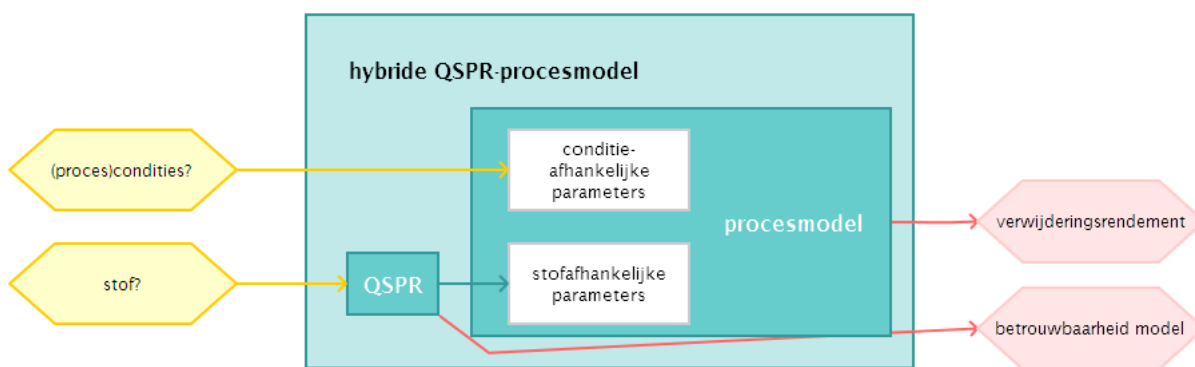 hybride QSPR-procesmodel
(proces)condities?
conditie-
afhankelijke
parameters
procesmodel
verwijderingsrendement
stof?
QSPR
stofafhankelijke
parameters
betrouwbaarheid model